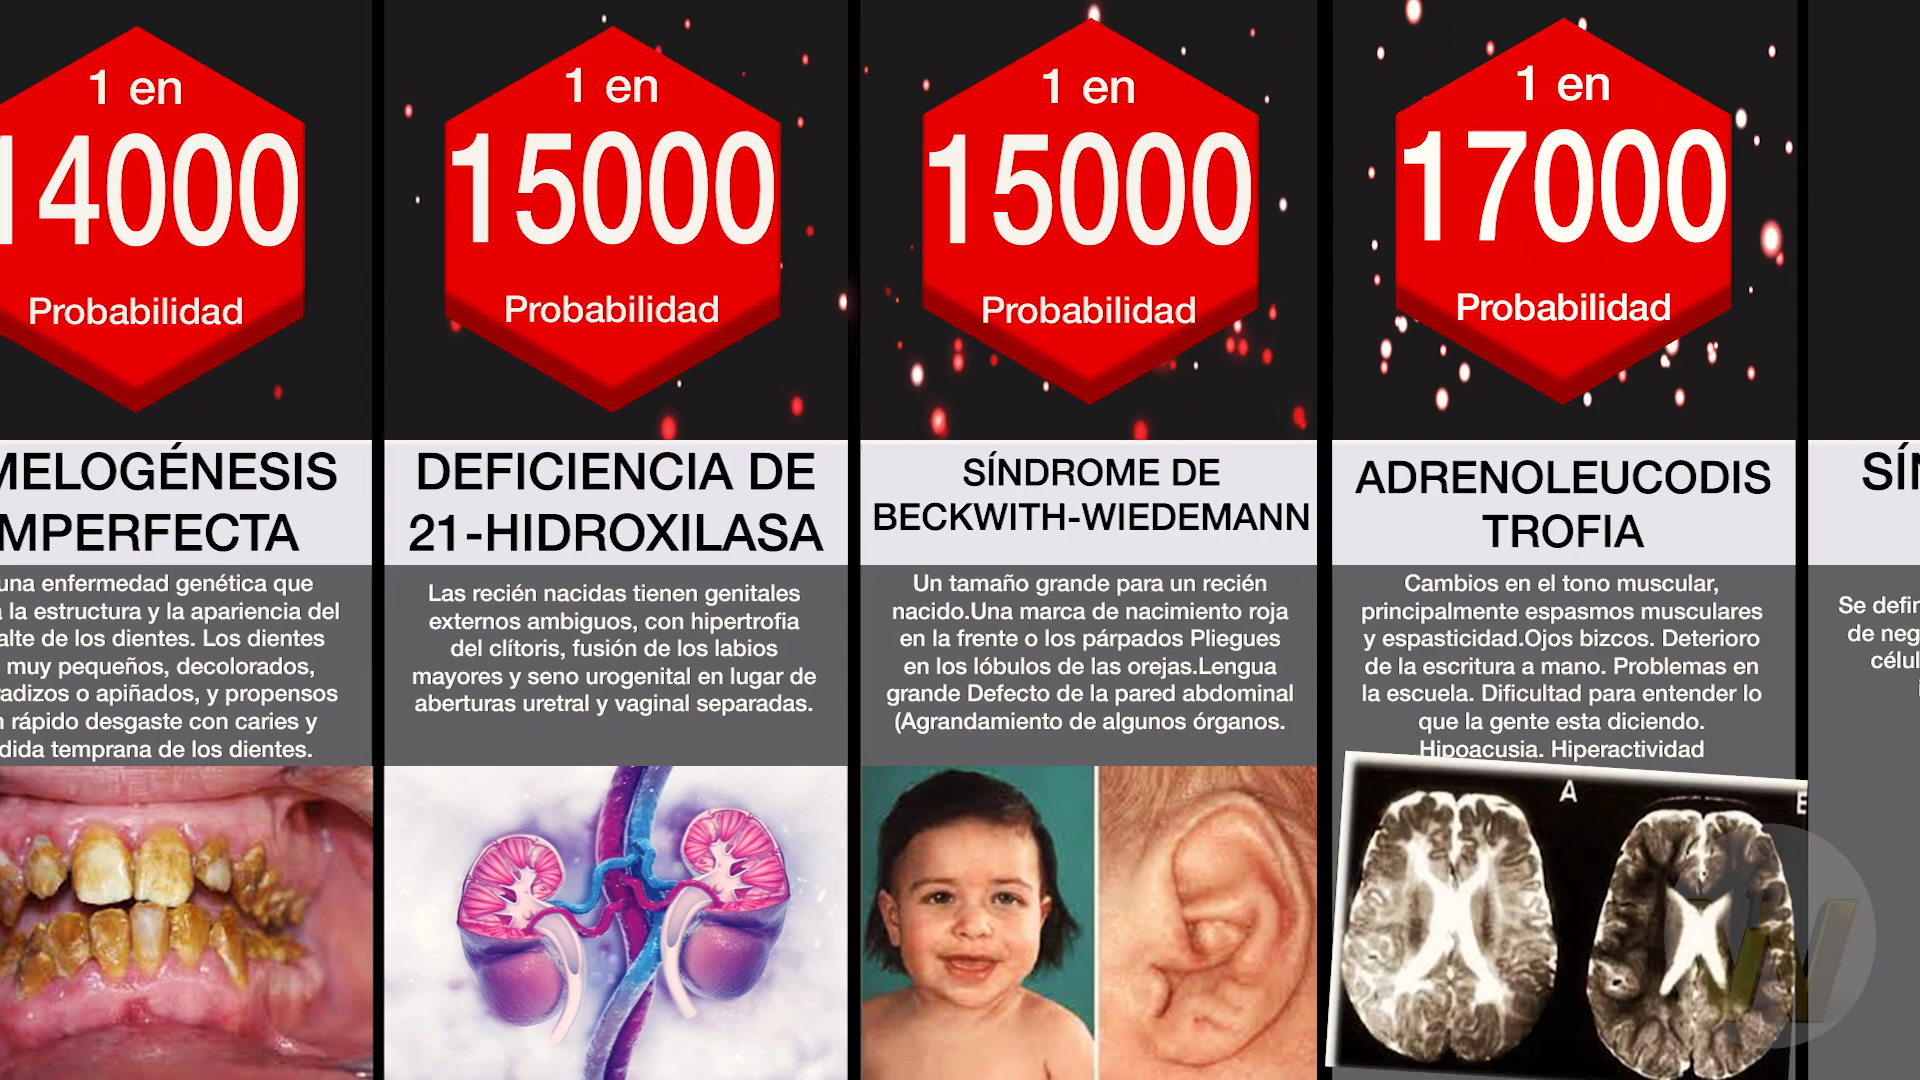 1 en
14000
Probabilidad
MELOGÉNESIS
MPERFECTA
una enfermedad genética que
la estructura y la apariencia del
alte de los dientes. Los dientes
muy pequeños, decolorados,
adizos o apiñados, y propensos
rápido desgaste con caries y
dida temprana de los dientes.
1 en
15000
Probabilidad
DEFICIENCIA DE
21-HIDROXILASA
Las recién nacidas tienen genitales
externos ambiguos, con hipertrofia
del clítoris, fusión de los labios
mayores y seno urogenital en lugar de
aberturas uretral y vaginal separadas.
1 en
15000
Probabilidad
SÍNDROME DE
BECKWITH-WIEDEMANN
Un tamaño grande para un recién
nacido.Una marca de nacimiento roja
en la frente o los párpados Pliegues
en los lóbulos de las orejas.Lengua
grande Defecto de la pared abdominal
(Agrandamiento de algunos órganos.
1 en
17000
Probabilidad
ADRENOLEUCODIS
TROFIA
Cambios en el tono muscular,
principalmente espasmos musculares
y espasticidad.Ojos bizcos. Deterioro
de la escritura a mano. Problemas en
la escuela. Dificultad para entender lo
que la gente esta diciendo.
Hipoacusia. Hiperactividad
A
SÍ
Se defin
de neg
célul